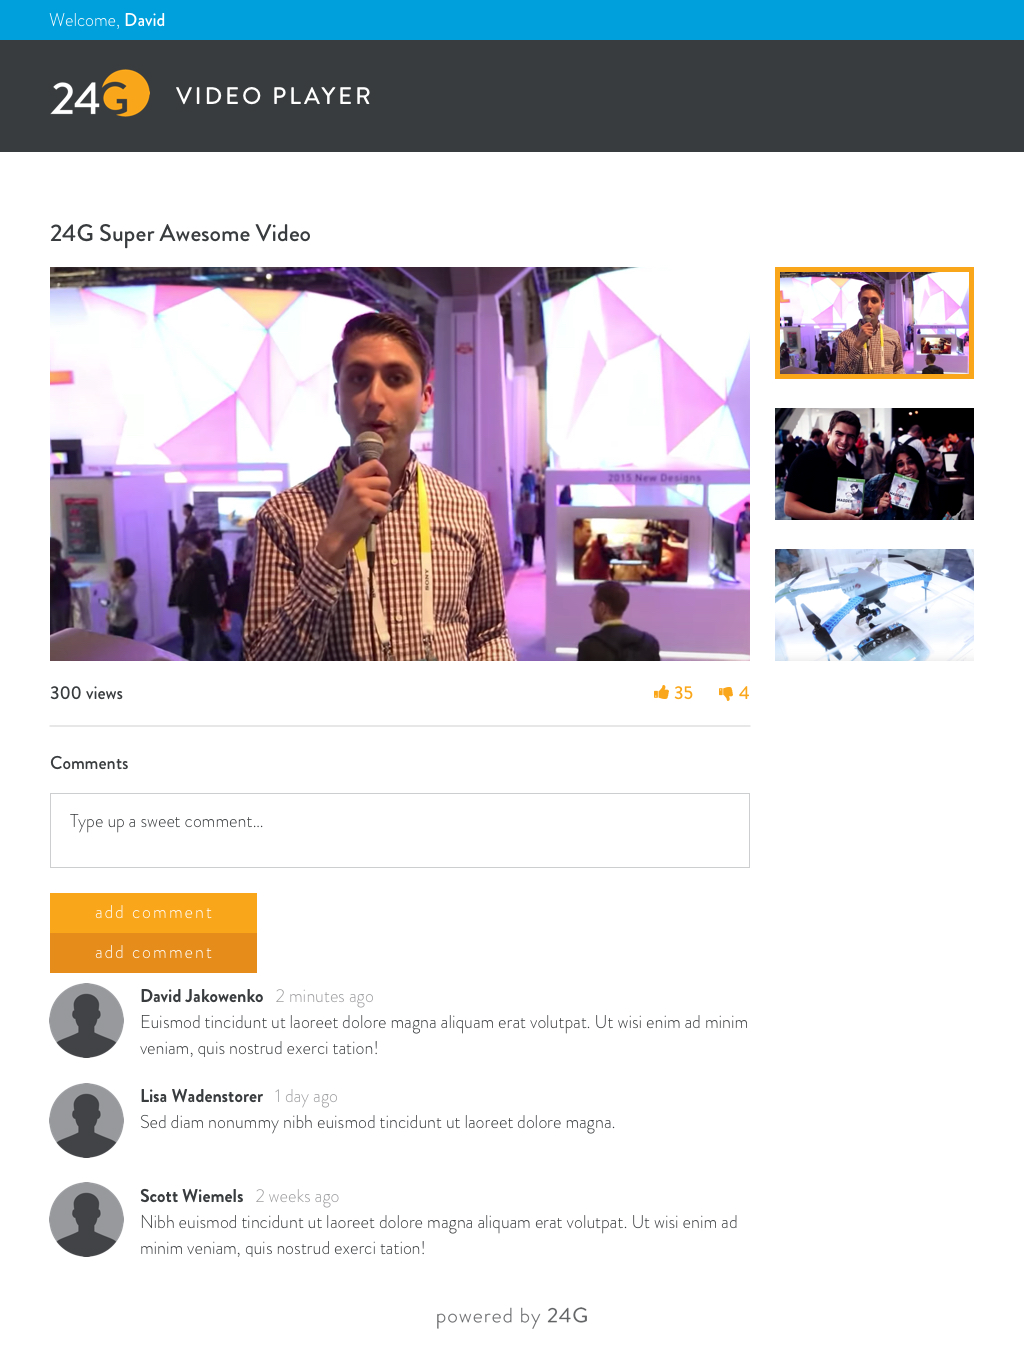 Welcome, David
24G VIDEO PLAYER
24G Super Awesome Video
2015 New Designs
SONY
300 views
35
4
Comments
Type up a sweet comment...
add comment
add comment
David Jakowenko 2 minutes ago
Euismod tincidunt ut laoreet dolore magna aliquam erat volutpat. Ut wisi enim ad minim
veniam, quis nostrud exerci tation!
Lisa Wadenstorer 1 day ago
Sed diam nonummy nibh euismod tincidunt ut laoreet dolore magna.
Scott Wiemels 2 weeks ago
Nibh euismod tincidunt ut laoreet dolore magna aliquam erat volutpat. Ut wisi enim ad
minim veniam, quis nostrud exerci tation!
powered by 24G